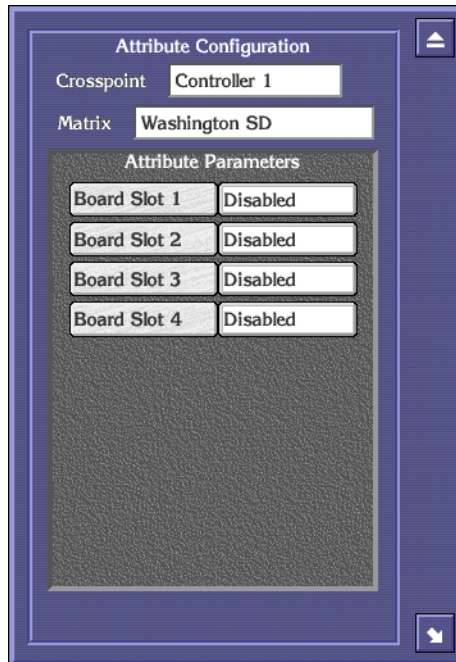 Attribute Configuration
Crosspoint Controller 1
Matrix Washington SD
Attribute Parameters
Board Slot 1 Disabled
Board Slot 2 Disabled
Board Slot 3 Disabled
Board Slot 4 Disabled